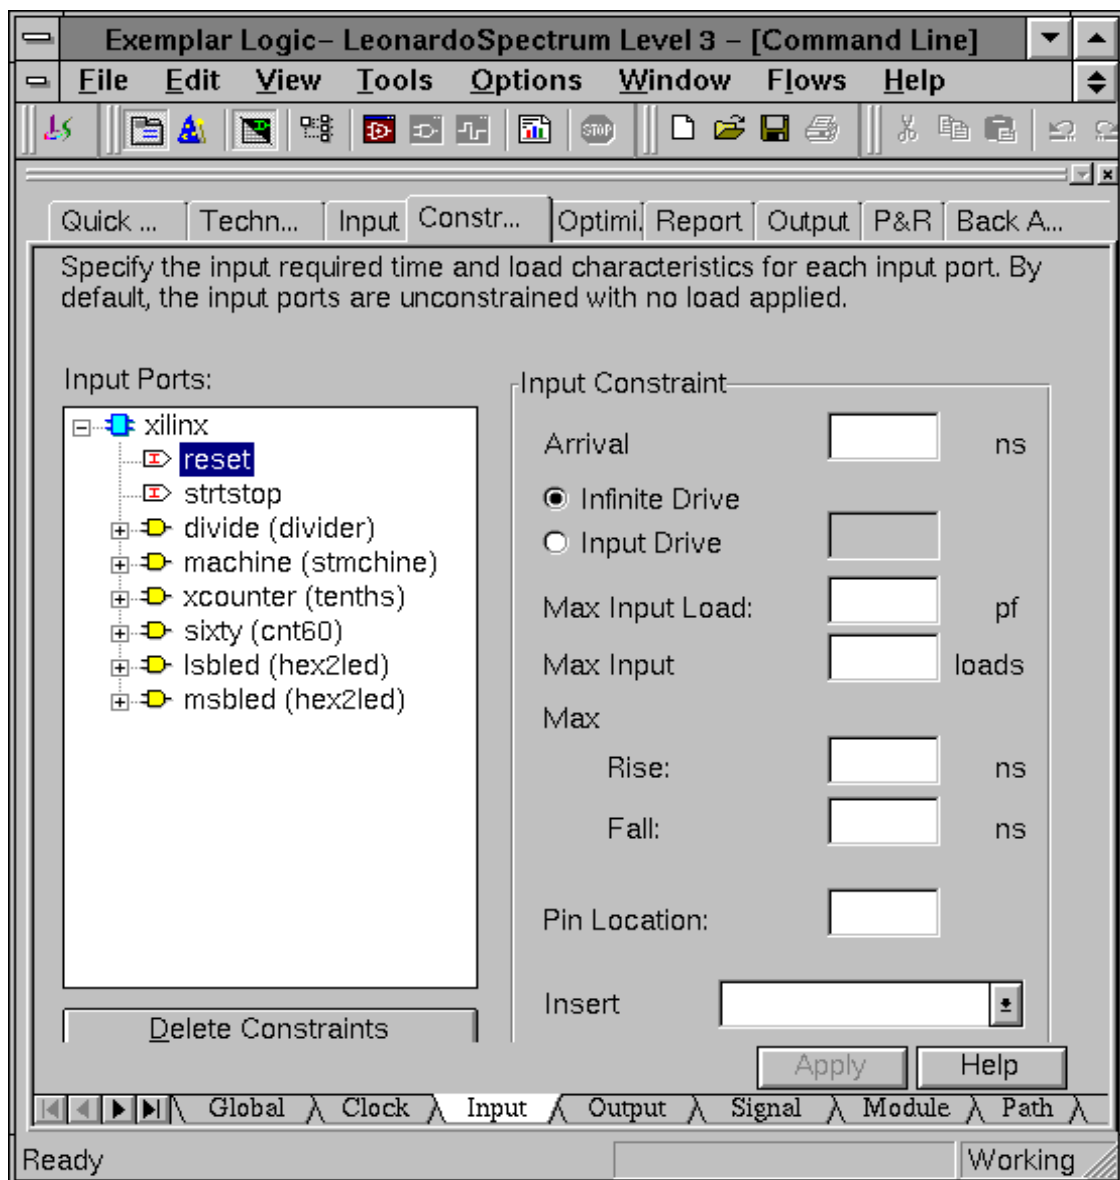 Exemplar Logic– LeonardoSpectrum Level 3 – [Command Line]
File Edit View Tools Options Window Flows Help
STOP
Quick ... Techn... Input Constr... Optimi. Report Output P&R Back A...
Specify the input required time and load characteristics for each input port. By
default, the input ports are unconstrained with no load applied.
Input Ports:
xilinx
reset
strtstop
divide (divider)
machine (stmchine)
xcounter (tenths)
sixty (cnt60)
lsbled (hex2led)
msbled (hex2led)
Delete Constraints
Input Constraint
Arrival ns
Infinite Drive
Input Drive
Max Input Load: pf
Max Input loads
Max
Rise: ns
Fall: ns
Pin Location:
Insert
Apply Help
Global Clock Input Output Signal Module Path
Ready Working